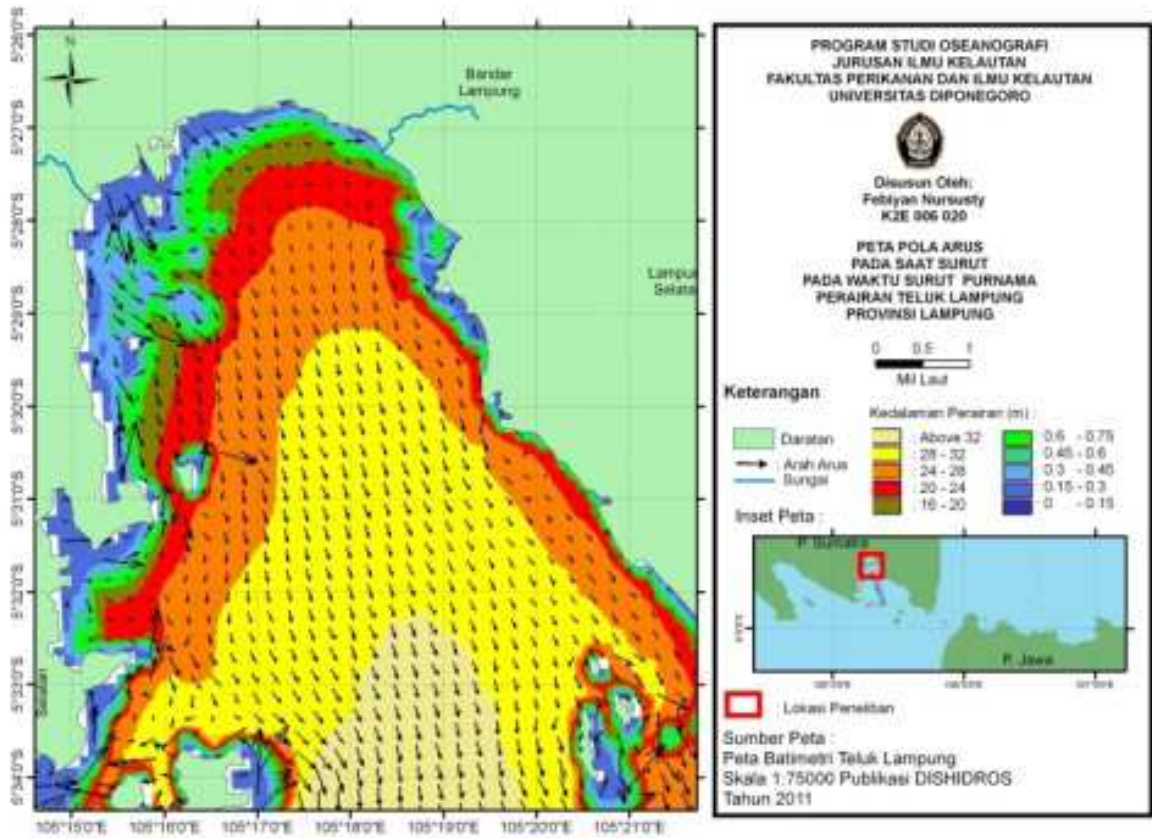 5°26'0"S
5°27'0"S
5°28'0"S
5°29'0"S
5°30'0"S
5°31'0"S
5°32'0"S
5°33'0"S
5°34'0"S
N
Bandar
Lampung
Lampu
Selata
Selatan
105°15'0"E 105°16'0"E 105°17'0"E 105°18'0"E 105°19'0"E 105°20'0"E 105°21'0"E
PROGRAM STUDI OSEANOGRAFI
JURUSAN ILMU KELAUTAN
FAKULTAS PERIKANAN DAN ILMU KELAUTAN
UNIVERSITAS DIPONEGORO
Disusun Oleh:
Febiyan Nursusty
K2E 006 020
PETA POLA ARUS
PADA SAAT SURUT
PADA WAKTU SURUT PURNAMA
PERAIRAN TELUK LAMPUNG
PROVINSI LAMPUNG
0 0.5 1
Mil Laut
Keterangan
Daratan
: Arah Arus
Sungai
Kedalaman Perairan (m) :
: Above 32
: 28 - 32
: 24 - 28
: 20 - 24
: 16 - 20
0.6 - 0.75
0.45 - 0.6
0.3 - 0.45
0.15 - 0.3
0 - 0.15
Inset Peta :
P. Sumatra
P. Jawa
Lokasi Penelitian
Sumber Peta :
Peta Batimetri Teluk Lampung
Skala 1:75000 Publikasi DISHIDROS
Tahun 2011